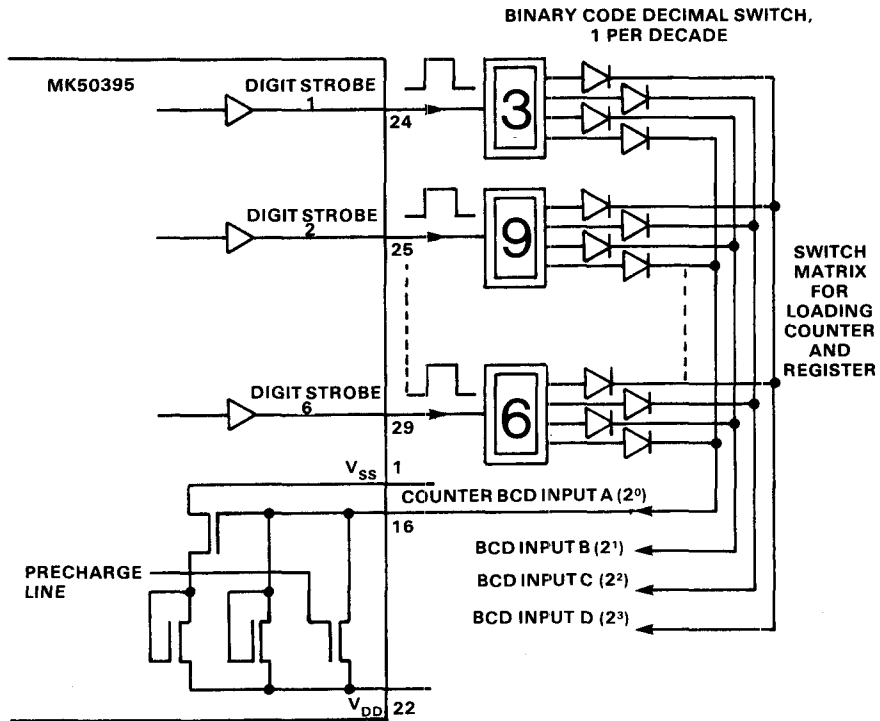 BINARY CODE DECIMAL SWITCH,
1 PER DECADE
MK50395
DIGIT STROBE
1
24
3
DIGIT STROBE
2
25
9
SWITCH
MATRIX
FOR
LOADING
COUNTER
AND
REGISTER
DIGIT STROBE
6
29
6
VSS 1
COUNTER BCD INPUT A (2⁰)
16
BCD INPUT B (2¹)
PRECHARGE
LINE
BCD INPUT C (2²)
BCD INPUT D (2³)
VDD 22